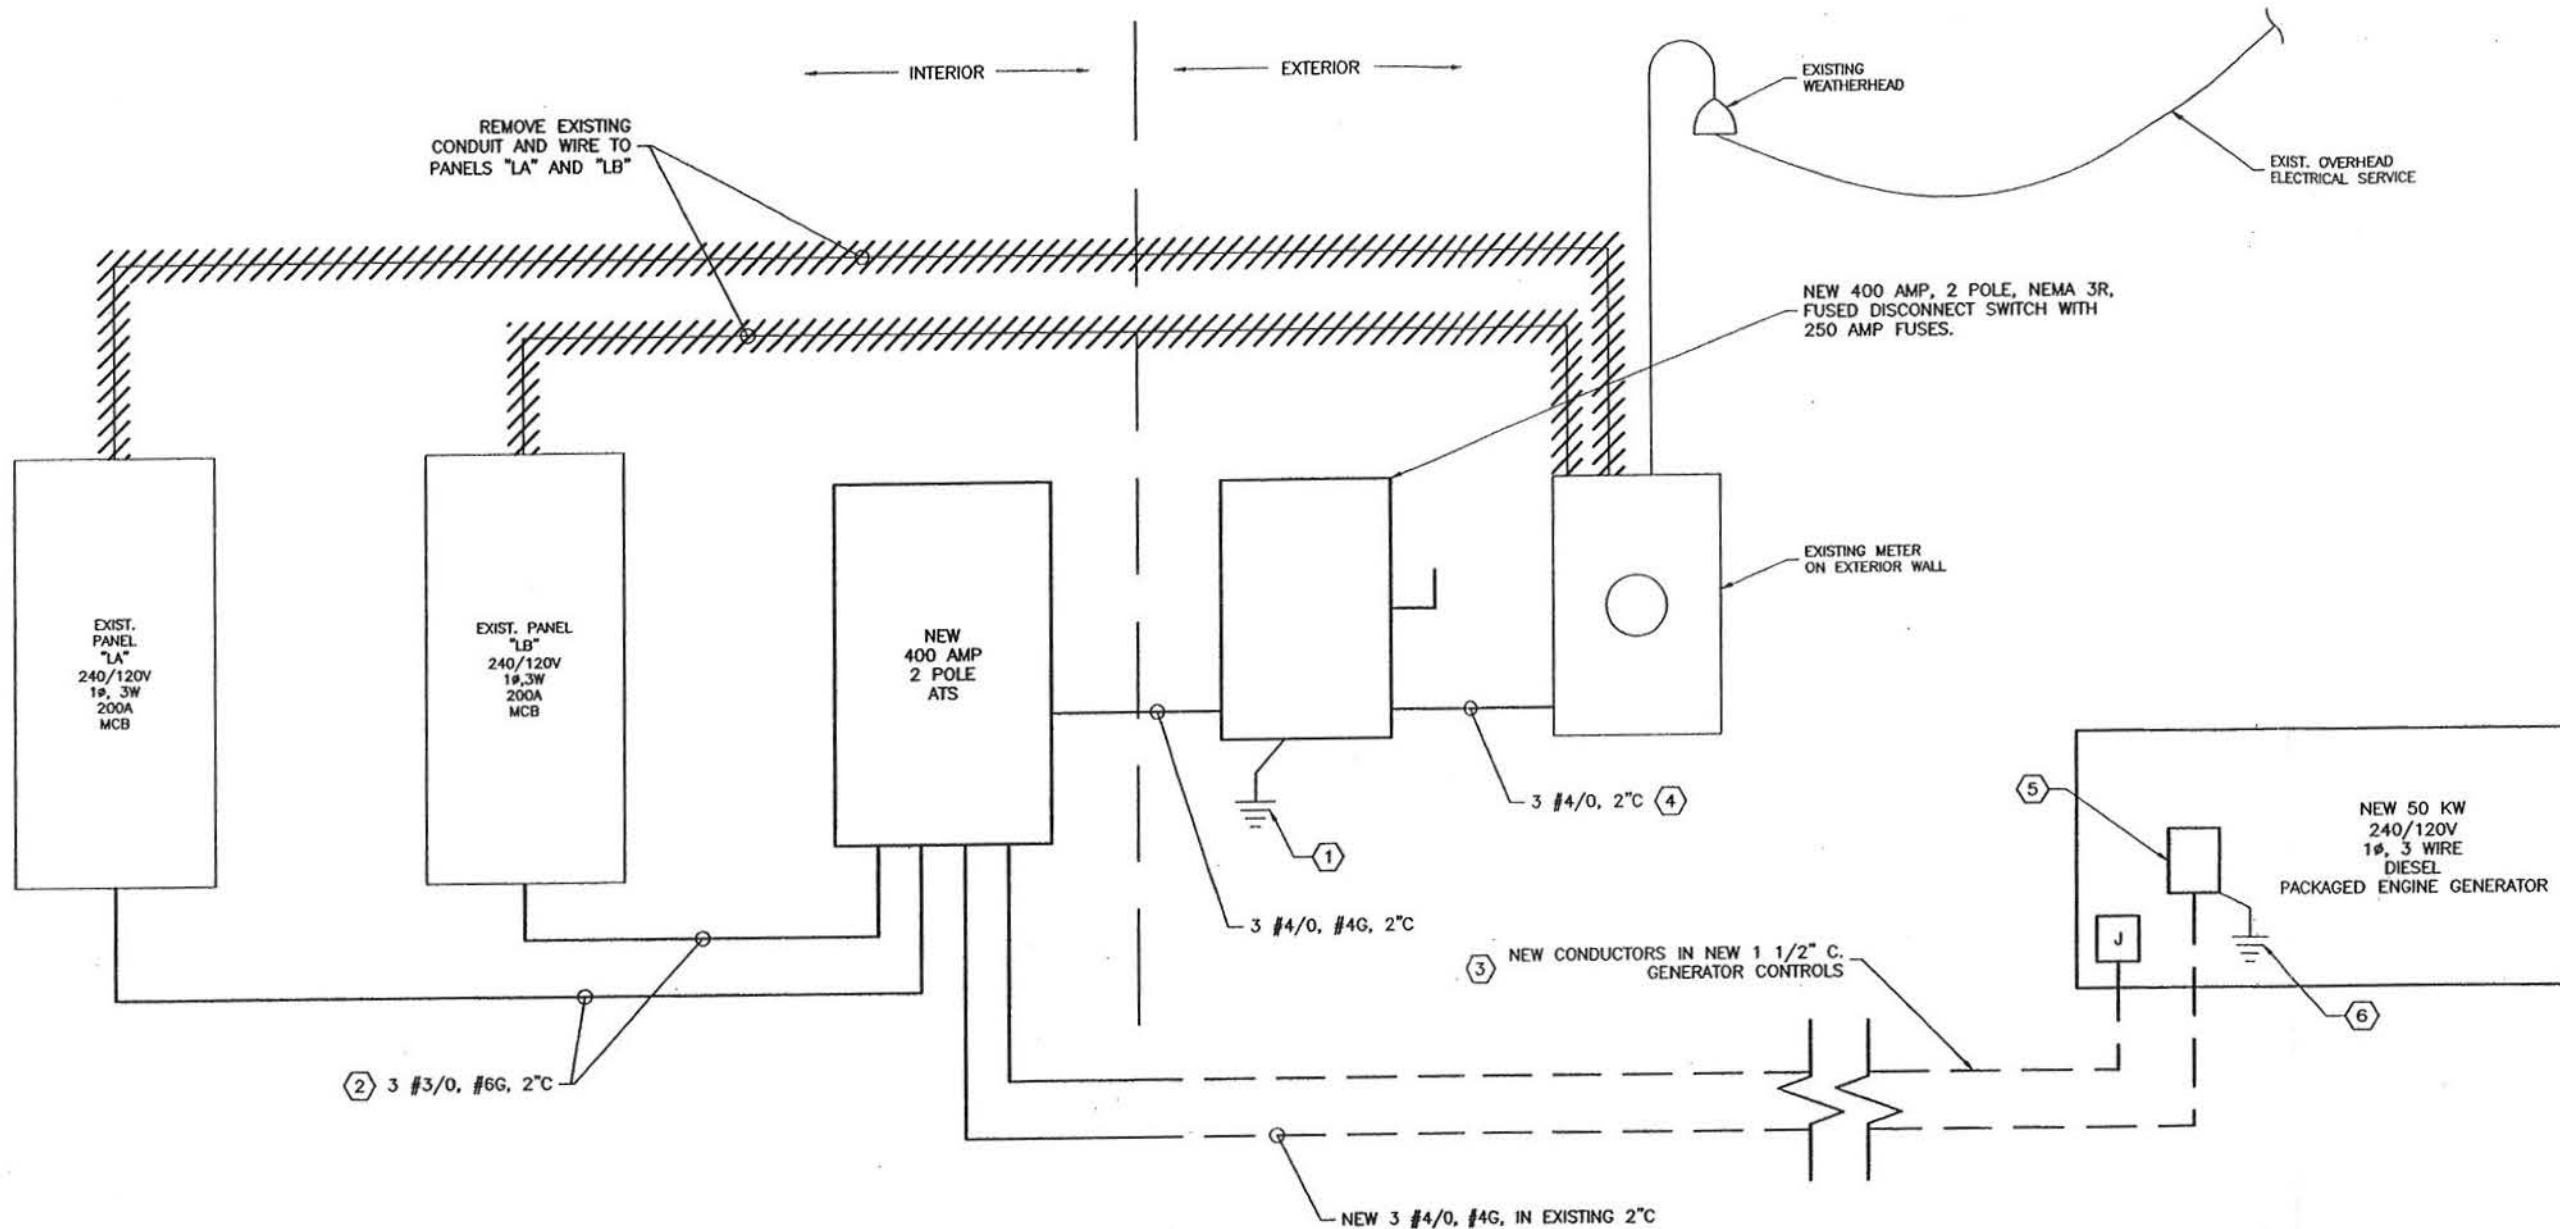 INTERIOR
EXTERIOR
EXISTING
WEATHERHEAD
REMOVE EXISTING
CONDUIT AND WIRE TO
PANELS "LA" AND "LB"
EXIST. OVERHEAD
ELECTRICAL SERVICE
NEW 400 AMP, 2 POLE, NEMA 3R,
FUSED DISCONNECT SWITCH WITH
250 AMP FUSES.
EXISTING METER
ON EXTERIOR WALL
EXIST.
PANEL
"LA"
240/120V
1ø, 3W
200A
MCB
EXIST. PANEL
"LB"
240/120V
1ø,3W
200A
MCB
NEW
400 AMP
2 POLE
ATS
3 #4/0, 2"C 4
1
3 #4/0, #4G, 2"C
5
NEW 50 KW
240/120V
1ø, 3 WIRE
DIESEL
PACKAGED ENGINE GENERATOR
J
6
3 NEW CONDUCTORS IN NEW 1 1/2" C.
GENERATOR CONTROLS
2 3 #3/0, #6G, 2"C
NEW 3 #4/0, #4G, IN EXISTING 2"C